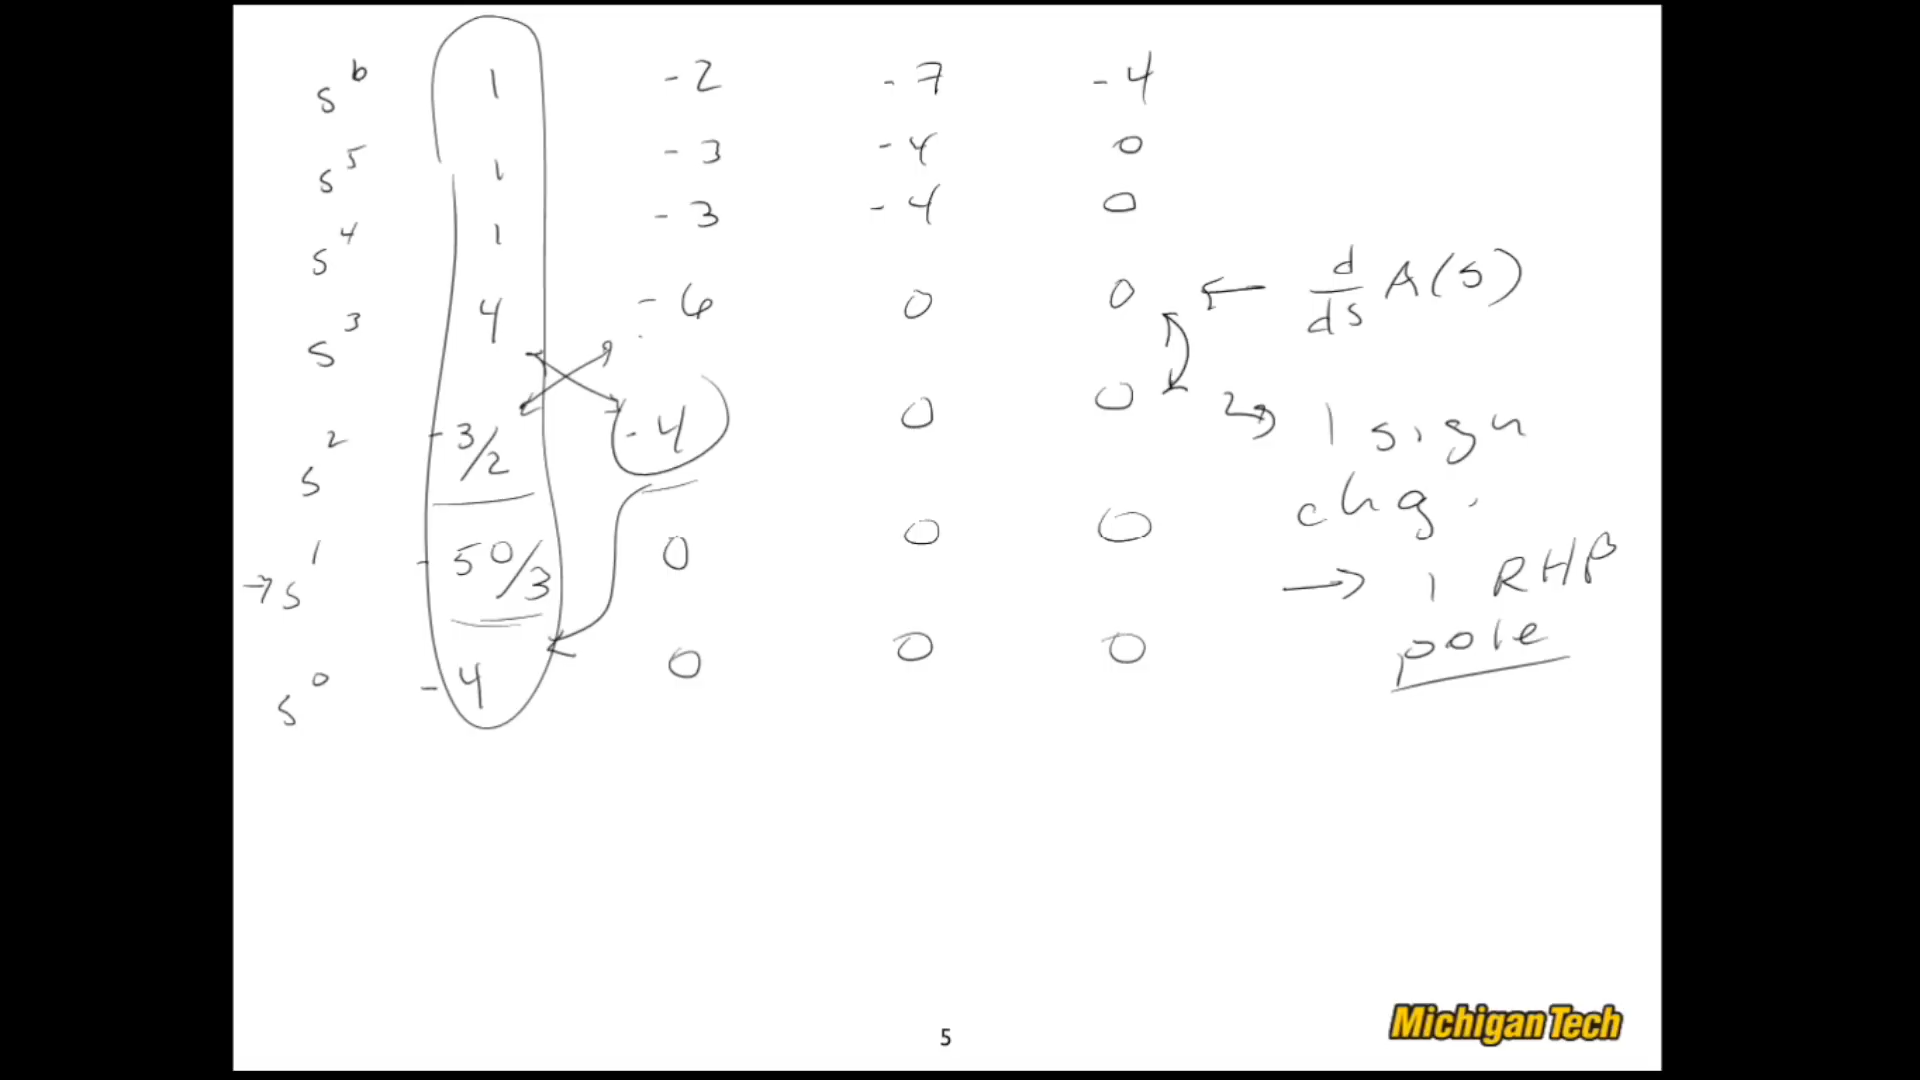 s^6 1 -2 -7 -4
s^5 1 -3 -4 0
s^4 1 -3 -4 0
s^3 4 -6 0 0 ← d/ds A(s)
s^2 -3/2 -4 0 0 → 1 sign
chg.
→ s^1 -50/3 0 0 0 → 1 RHP
pole
s^0 -4 0 0 0
5
Michigan Tech